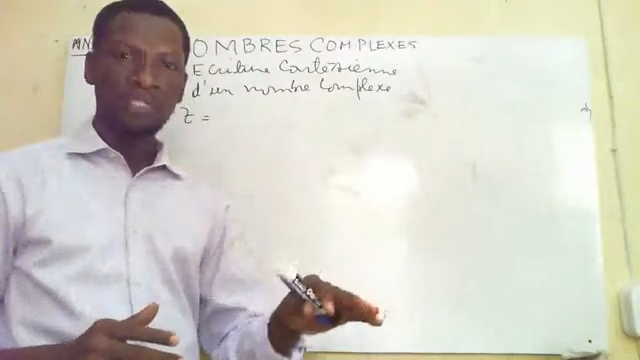 OMBRES COMPLEXES
Ecriture Cartésienne
d'un nombre Complexe
Z =